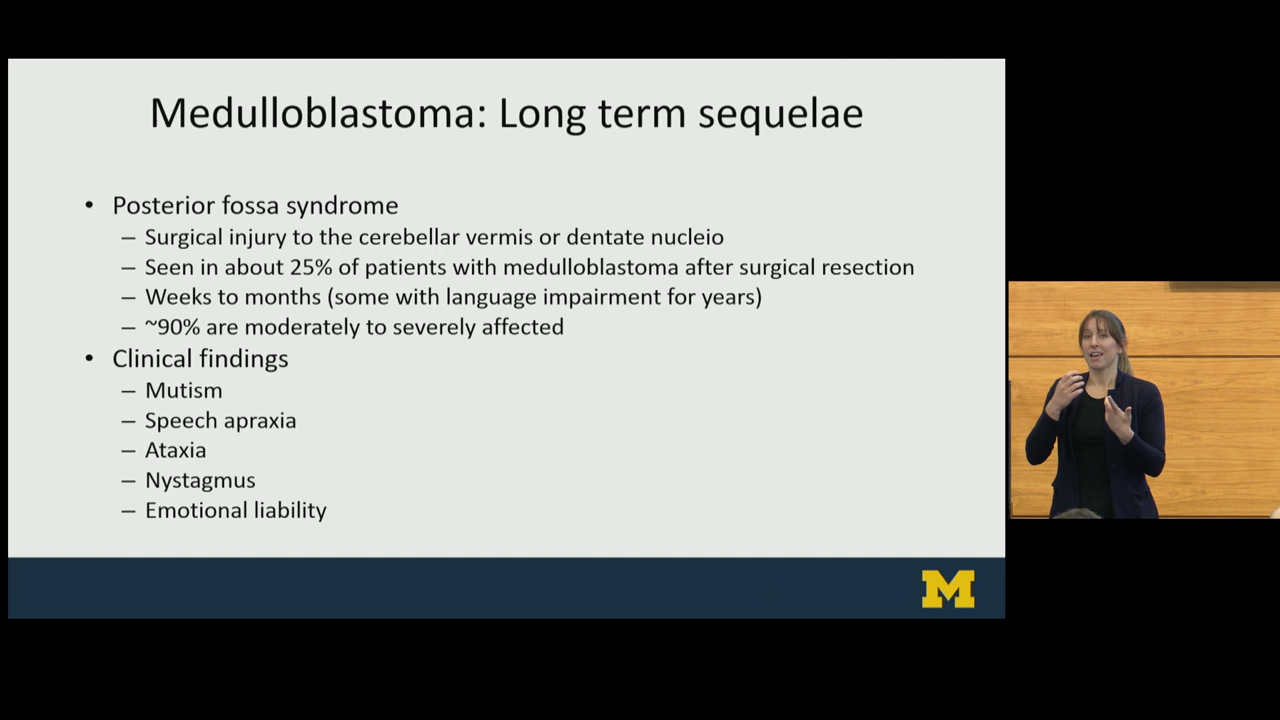 Medulloblastoma: Long term sequelae
• Posterior fossa syndrome
– Surgical injury to the cerebellar vermis or dentate nucleio
– Seen in about 25% of patients with medulloblastoma after surgical resection
– Weeks to months (some with language impairment for years)
– ~90% are moderately to severely affected
• Clinical findings
– Mutism
– Speech apraxia
– Ataxia
– Nystagmus
– Emotional liability
M